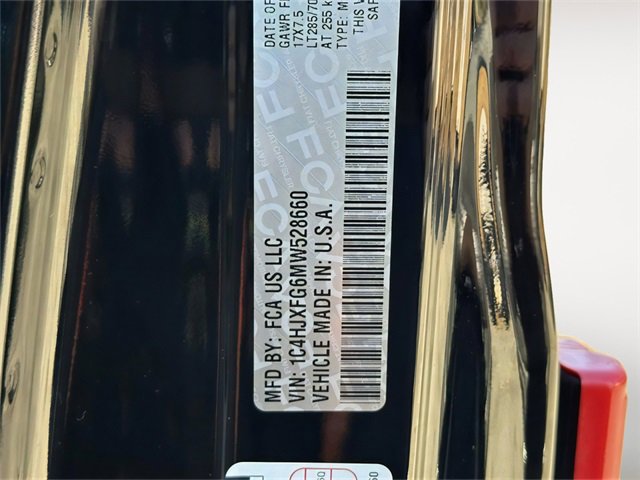 DATE OF
GAWR F
17X7.5
LT285/70
AT 255 k
TYPE: M
THIS V
SAF
MFD BY: FCA US LLC
VIN: 1C4HJXFG6MW528660
VEHICLE MADE IN: U.S.A.